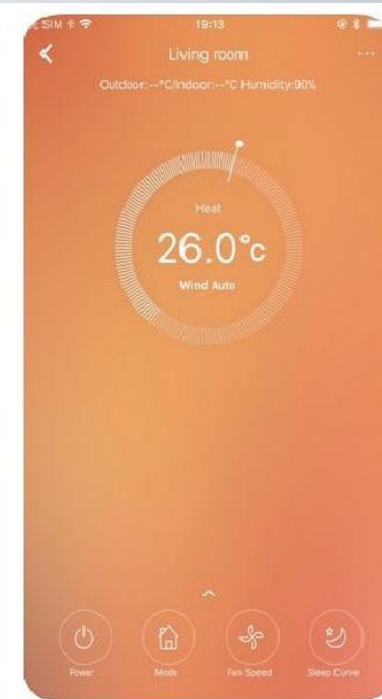 SIM 19:13
Living room
Outdoor:--°C/Indoor:--°C Humidity:90%
Heat
26.0°c
Wind Auto
Power Mode Fan Speed Sleep Curve